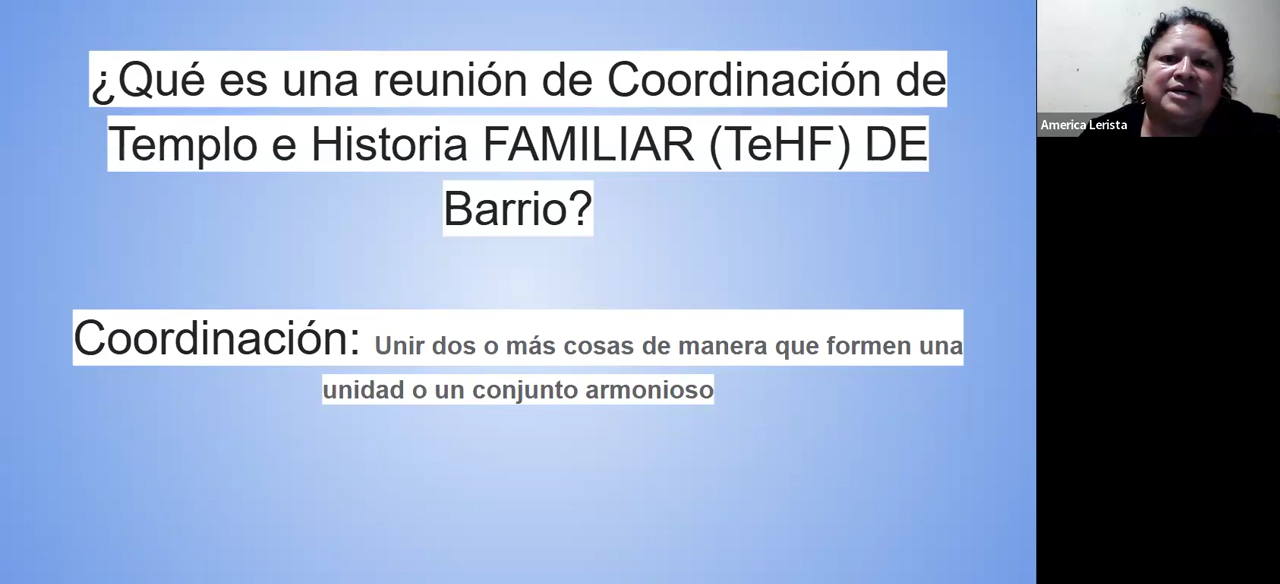 ¿Qué es una reunión de Coordinación de
Templo e Historia FAMILIAR (TeHF) DE
Barrio?
Coordinación: Unir dos o más cosas de manera que formen una
unidad o un conjunto armonioso
America Lerista